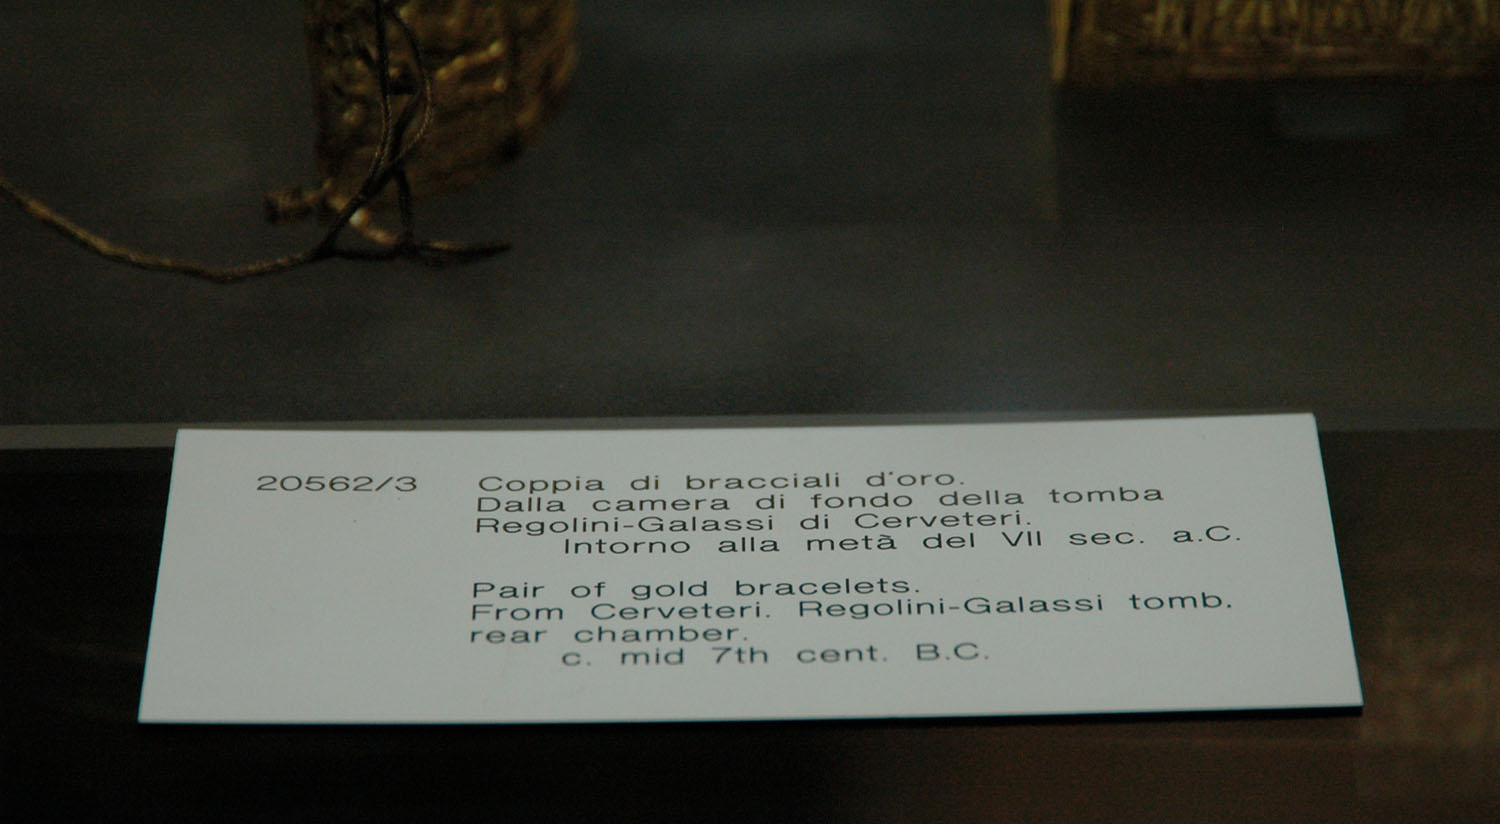 20562/3 Coppia di bracciali d'oro.
Dalla camera di fondo della tomba
Regolini-Galassi di Cerveteri.
Intorno alla metà del VII sec. a.C.
Pair of gold bracelets.
From Cerveteri. Regolini-Galassi tomb.
rear chamber.
c. mid 7th cent. B.C.